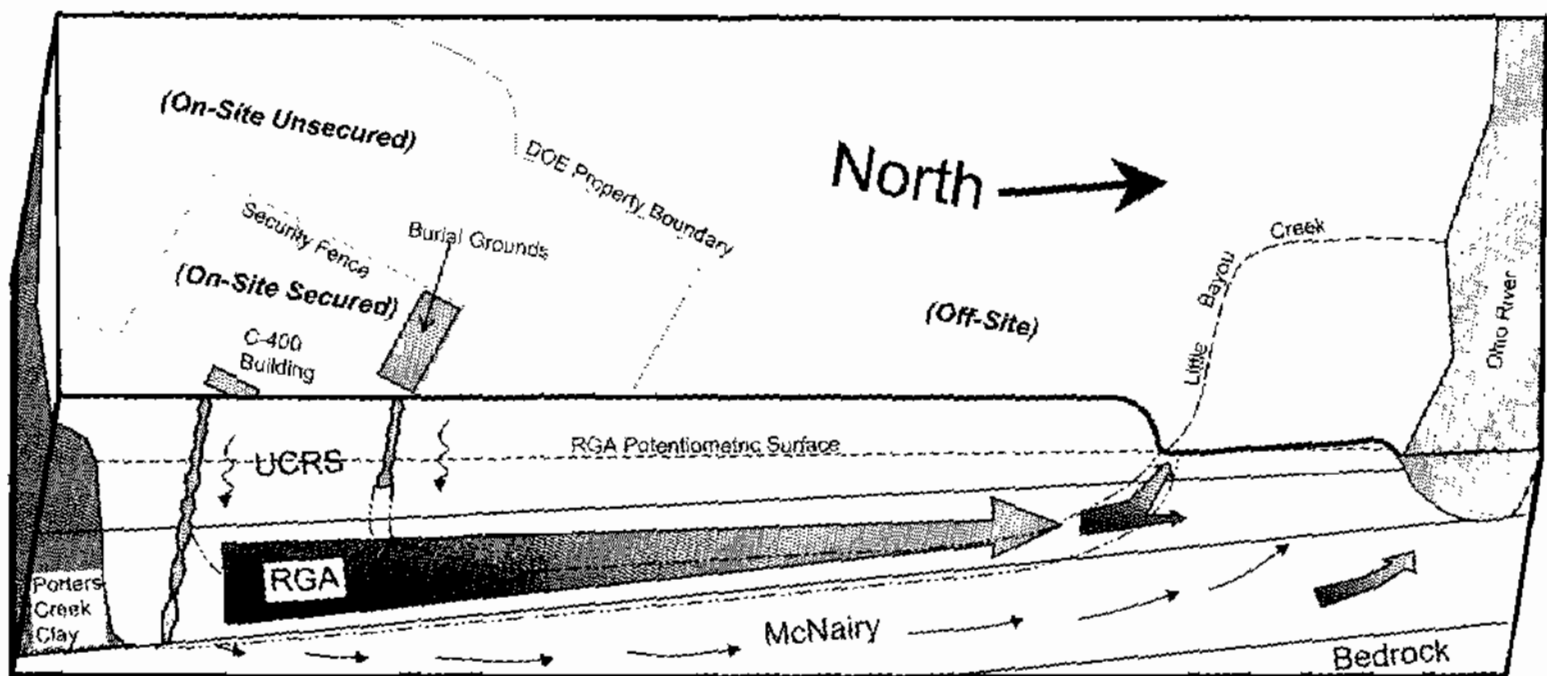 (On-Site Unsecured)
DOE Property Boundary
North
Security Fence
Burial Grounds
(On-Site Secured)
C-400
Building
(Off-Site)
Little Bayou Creek
Ohio River
UCRS
RGA Potentiometric Surface
RGA
Porters
Creek
Clay
McNairy
Bedrock